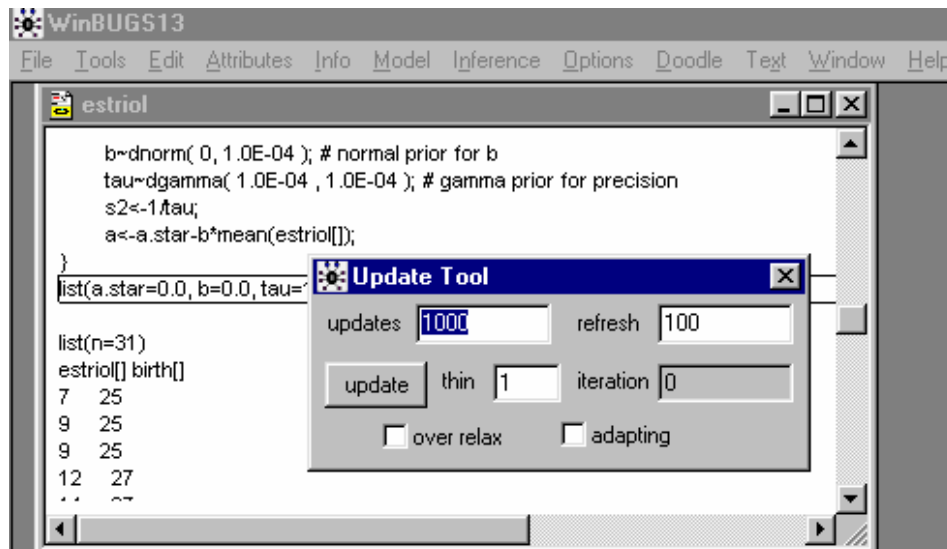 WinBUGS13
File Tools Edit Attributes Info Model Inference Options Doodle Text Window Help
estriol
b~dnorm( 0, 1.0E-04 ); # normal prior for b
tau~dgamma( 1.0E-04 , 1.0E-04 ); # gamma prior for precision
s2<-1/tau;
a<-a.star-b*mean(estriol[]);
}
list(a.star=0.0, b=0.0, tau=
list(n=31)
estriol[] birth[]
7 25
9 25
9 25
12 27
Update Tool
updates 1000 refresh 100
update thin 1 iteration 0
over relax adapting